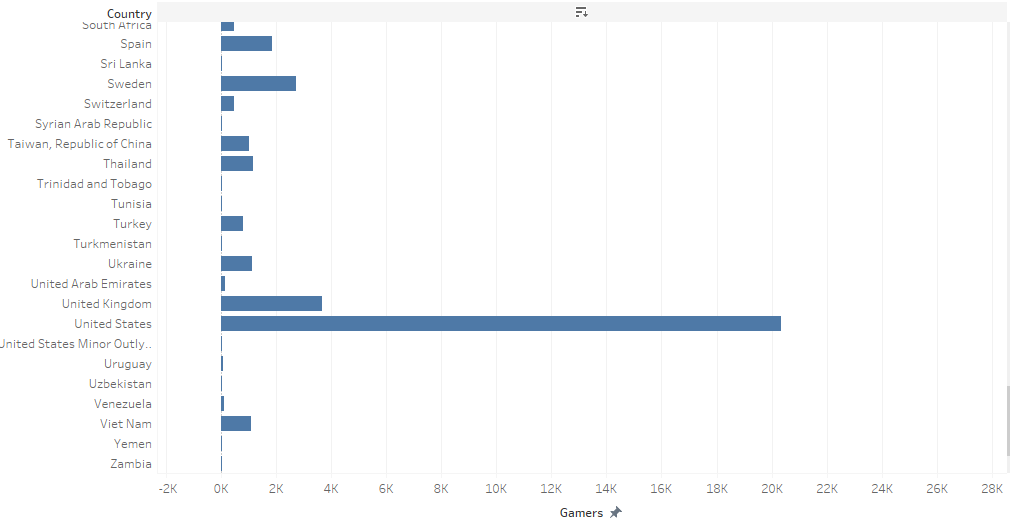 Country
South Africa
Spain
Sri Lanka
Sweden
Switzerland
Syrian Arab Republic
Taiwan, Republic of China
Thailand
Trinidad and Tobago
Tunisia
Turkey
Turkmenistan
Ukraine
United Arab Emirates
United Kingdom
United States
United States Minor Outly..
Uruguay
Uzbekistan
Venezuela
Viet Nam
Yemen
Zambia
-2K 0K 2K 4K 6K 8K 10K 12K 14K 16K 18K 20K 22K 24K 26K 28K
Gamers